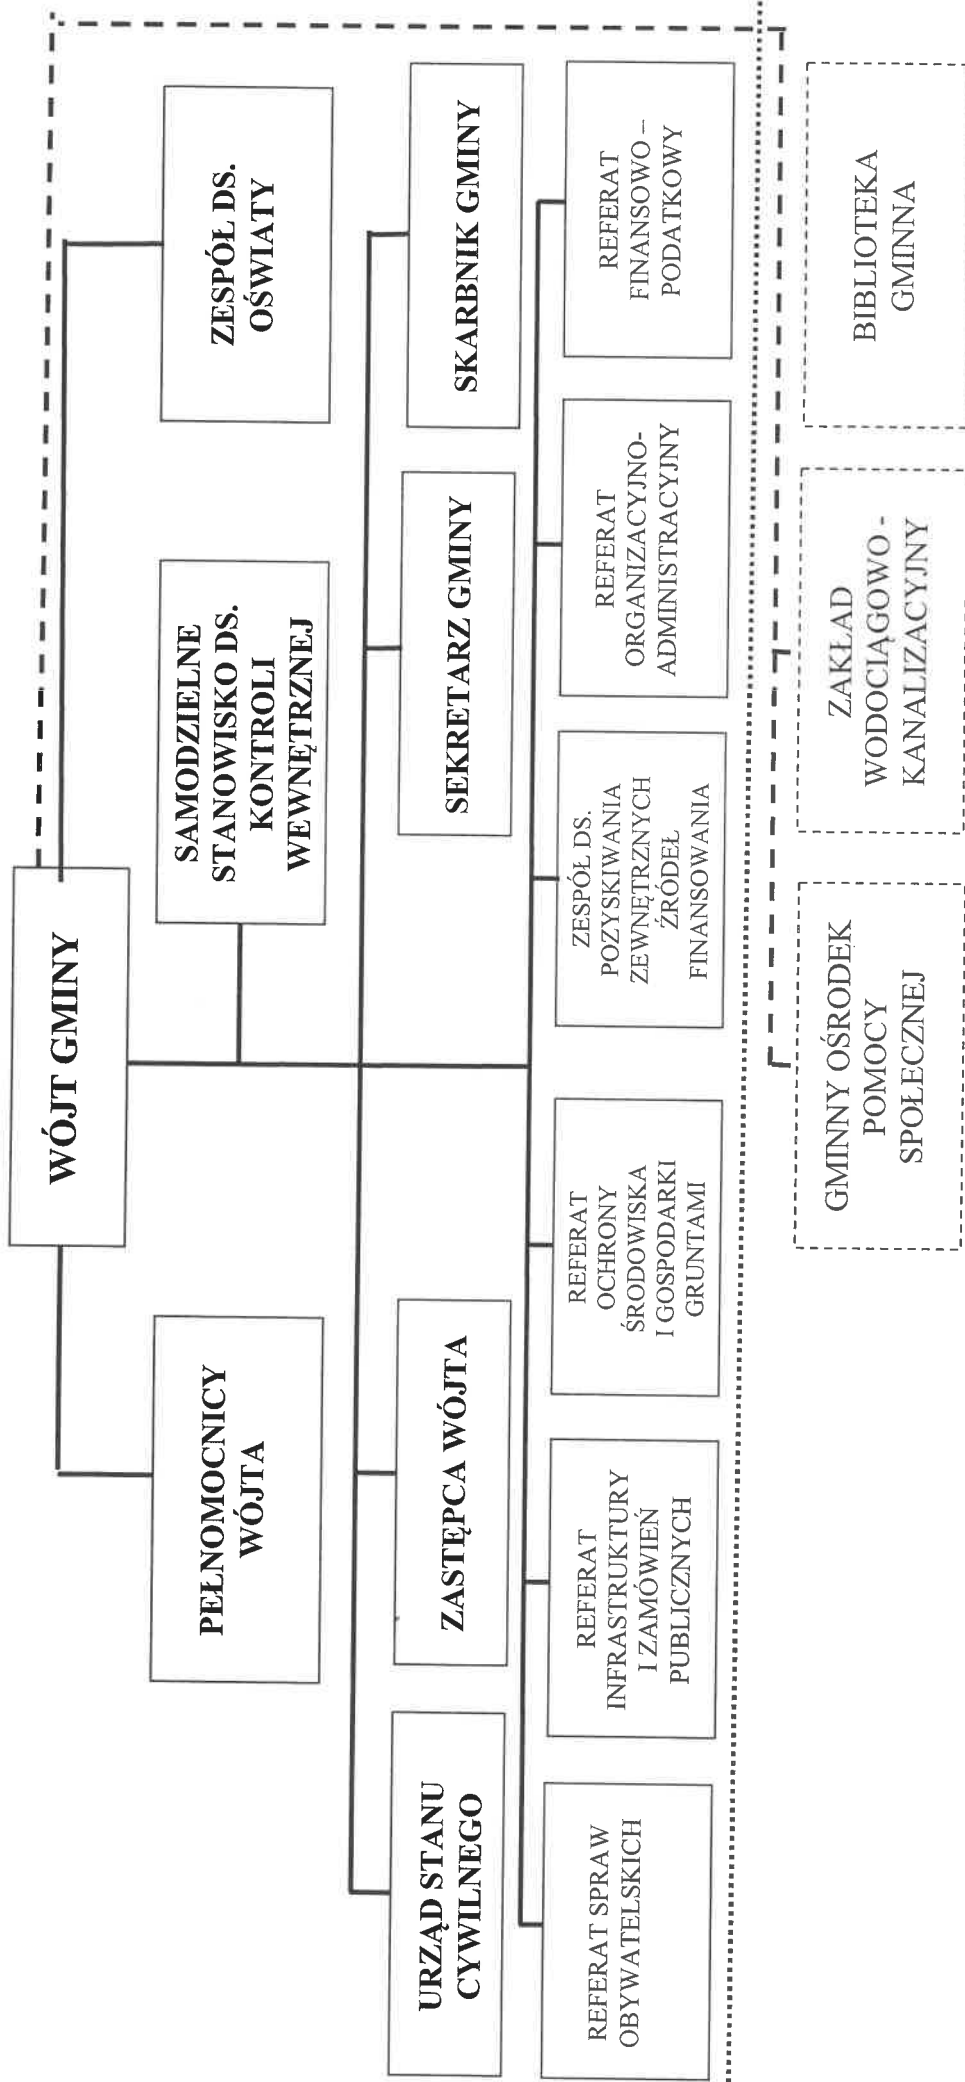 WÓJT GMINY
PEŁNOMOCNICY
WÓJTA
SAMODZIELNE
STANOWISKO DS.
KONTROLI
WEWNĘTRZNEJ
ZESPÓŁ DS.
OŚWIATY
URZĄD STANU
CYWILNEGO
ZASTĘPCA WÓJTA
SEKRETARZ GMINY
SKARBNIK GMINY
REFERAT SPRAW
OBYWATELSKICH
REFERAT
INFRASTRUKTURY
I ZAMÓWIEŃ
PUBLICZNYCH
REFERAT
OCHRONY
ŚRODOWISKA
I GOSPODARKI
GRUNTAMI
ZESPÓŁ DS.
POZYSKIWANIA
ZEWNĘTRZNYCH
ŹRÓDEŁ
FINANSOWANIA
REFERAT
ORGANIZACYJNO-
ADMINISTRACYJNY
REFERAT
FINANSOWO –
PODATKOWY
GMINNY OŚRODEK
POMOCY
SPOŁECZNEJ
ZAKŁAD
WODOCIĄGOWO -
KANALIZACYJNY
BIBLIOTEKA
GMINNA